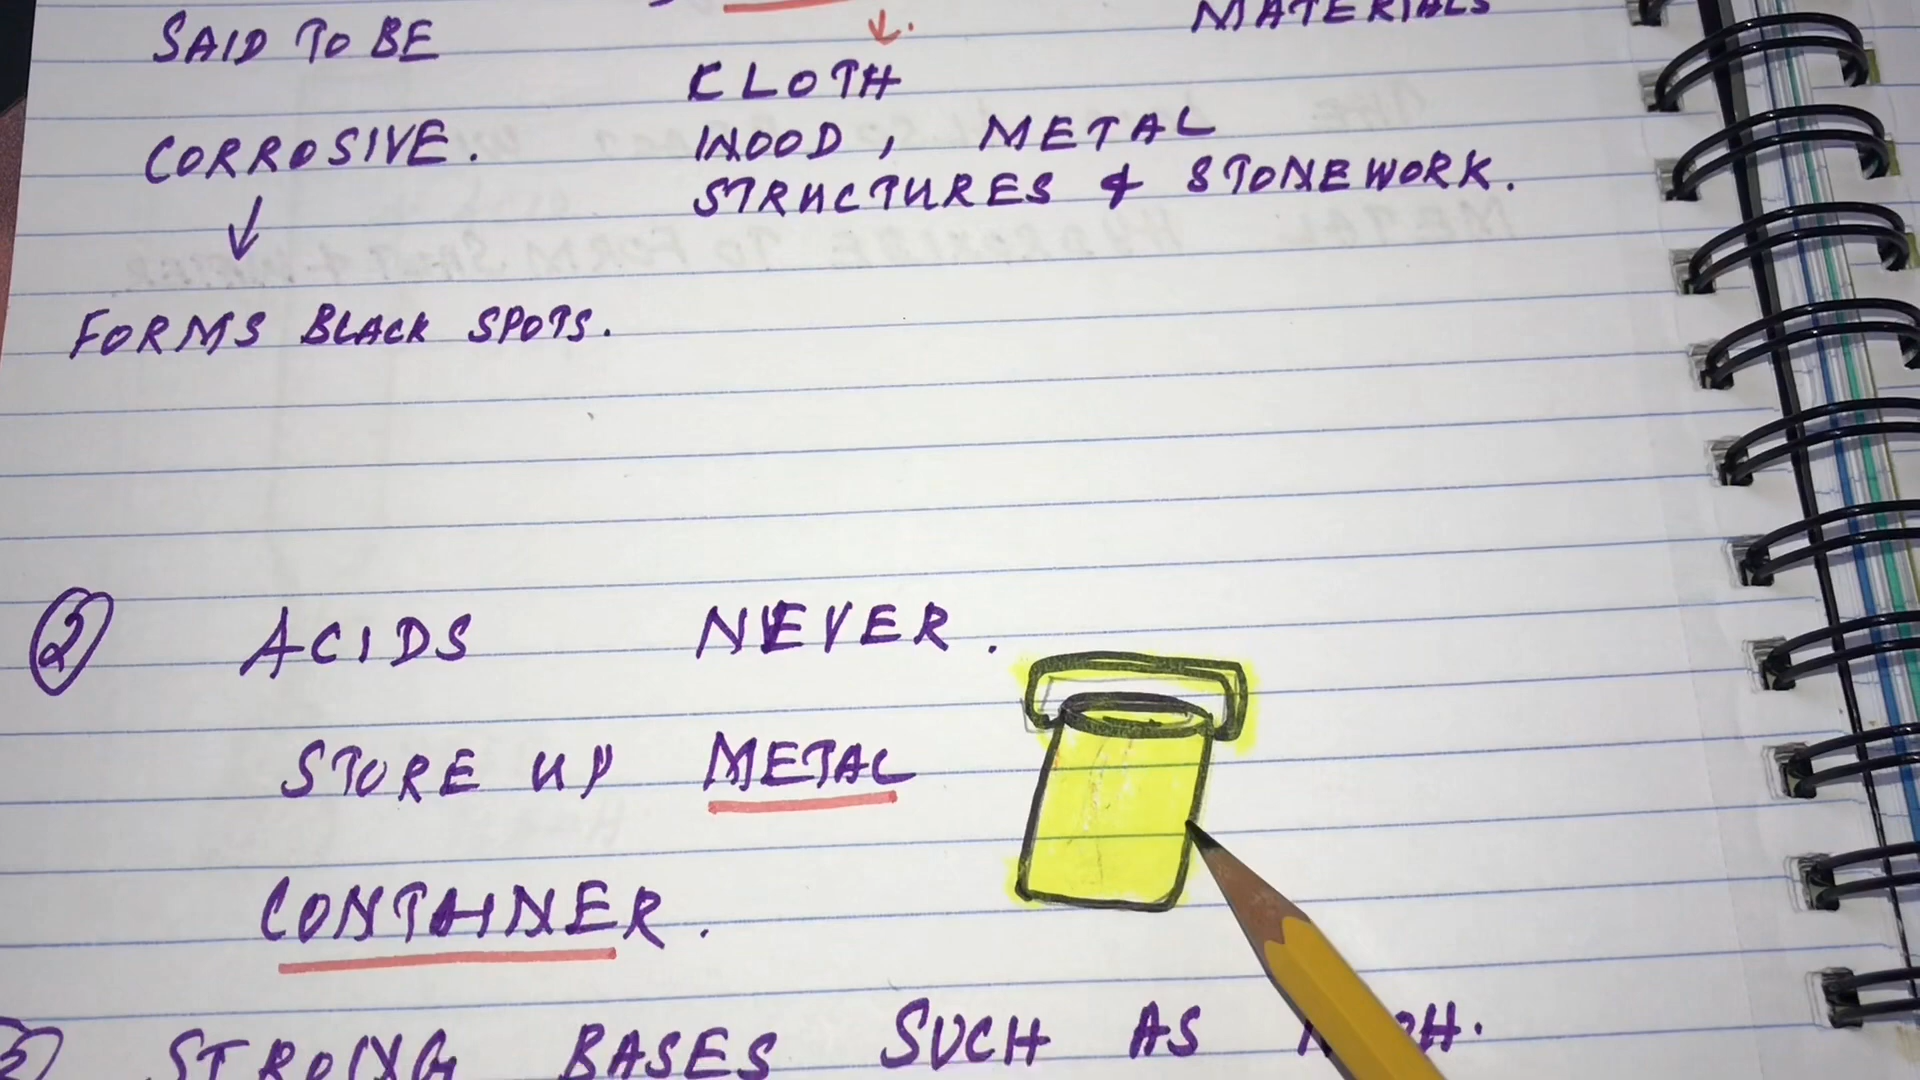 SAID TO BE
CORROSIVE.
FORMS BLACK SPOTS.
MATERIALS
CLOTH
WOOD, METAL
STRUCTURES & STONEWORK.
② ACIDS NEVER.
STORE UP METAL
CONTAINER.
STRONG BASES SUCH AS